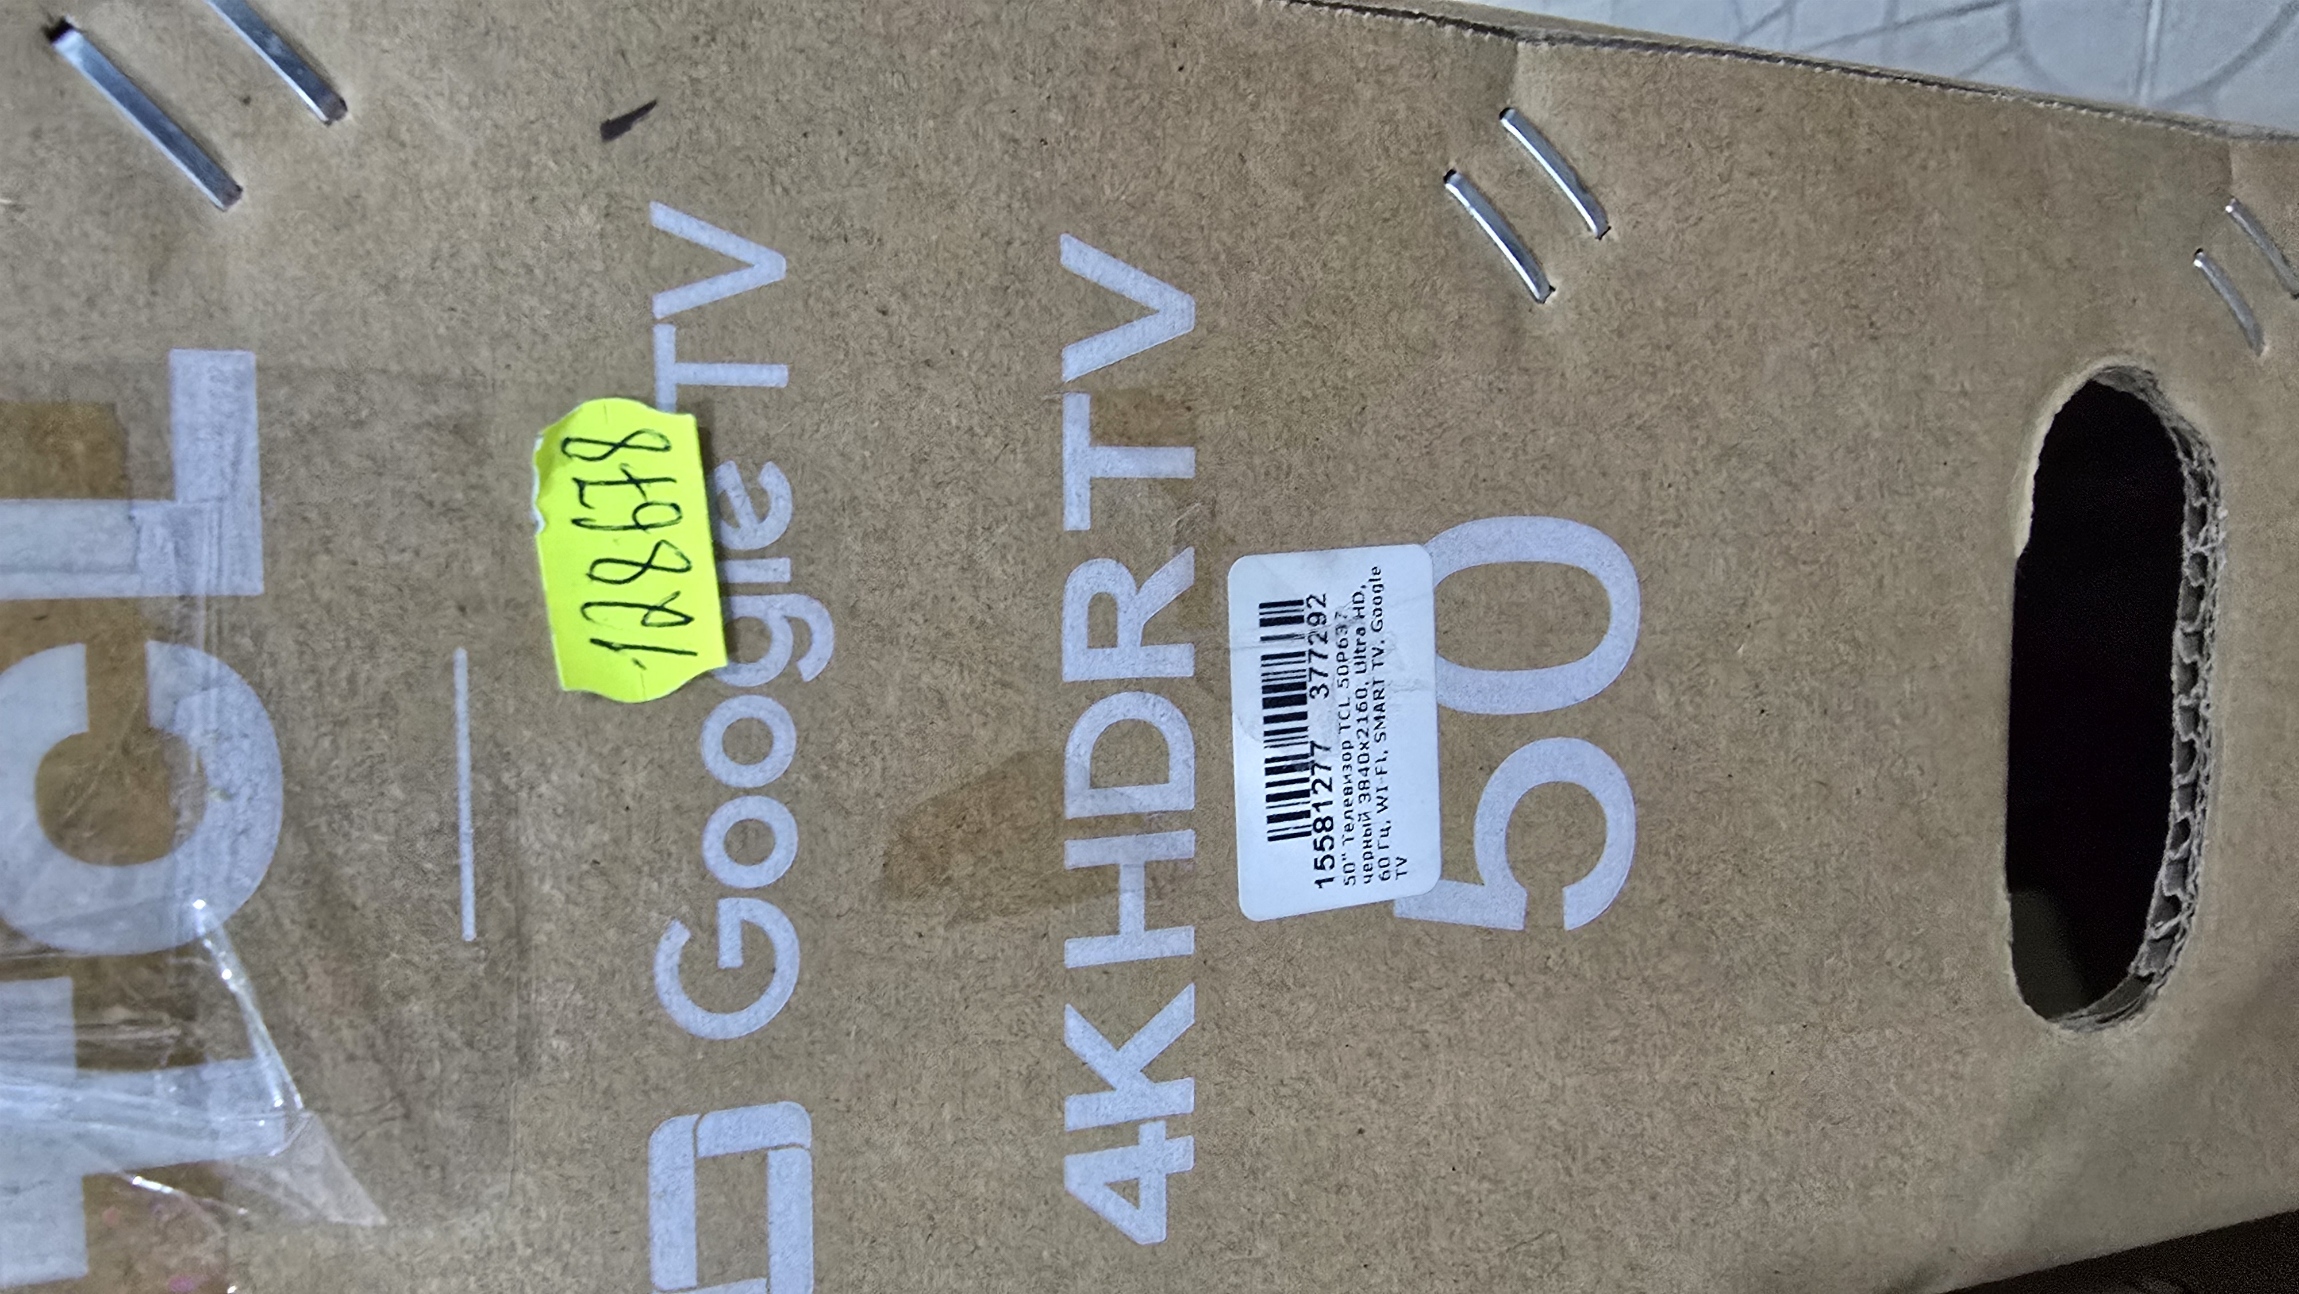 TCL
Google TV
128678
4K HDR TV
15581277 377292
50" Телевизор TCL 50P637,
черный 3840x2160, Ultra HD,
60 Гц, WI-FI, SMART TV, Google
TV
50